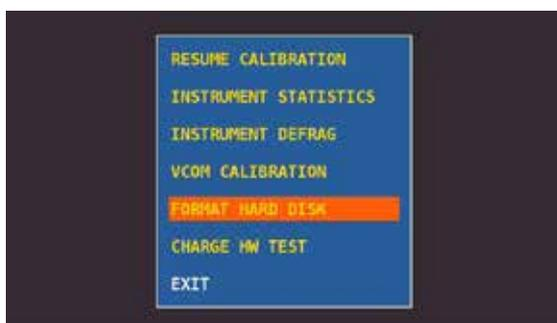 RESUME CALIBRATION
INSTRUMENT STATISTICS
INSTRUMENT DEFRAG
VCOM CALIBRATION
FORMAT HARD DISK
CHARGE HW TEST
EXIT